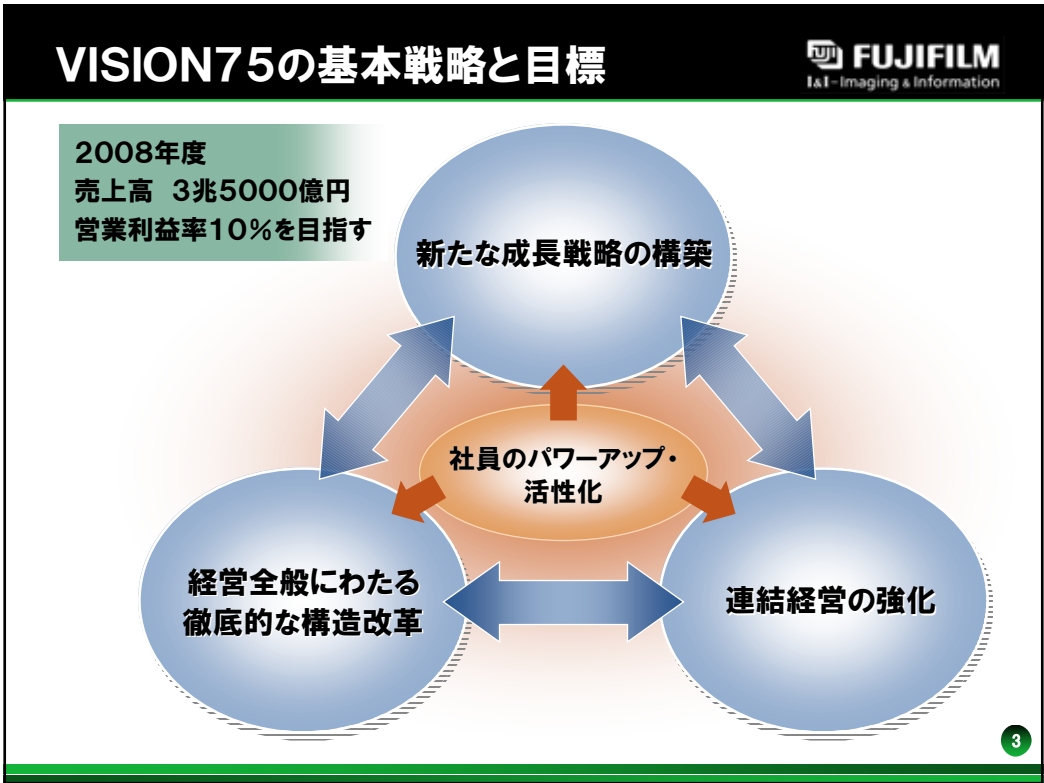 VISION75の基本戦略と目標
FUJI FUJIFILM
I&I-Imaging & Information
2008年度
売上高 3兆5000億円
営業利益率10%を目指す
新たな成長戦略の構築
社員のパワーアップ・
活性化
経営全般にわたる
徹底的な構造改革
連結経営の強化
3